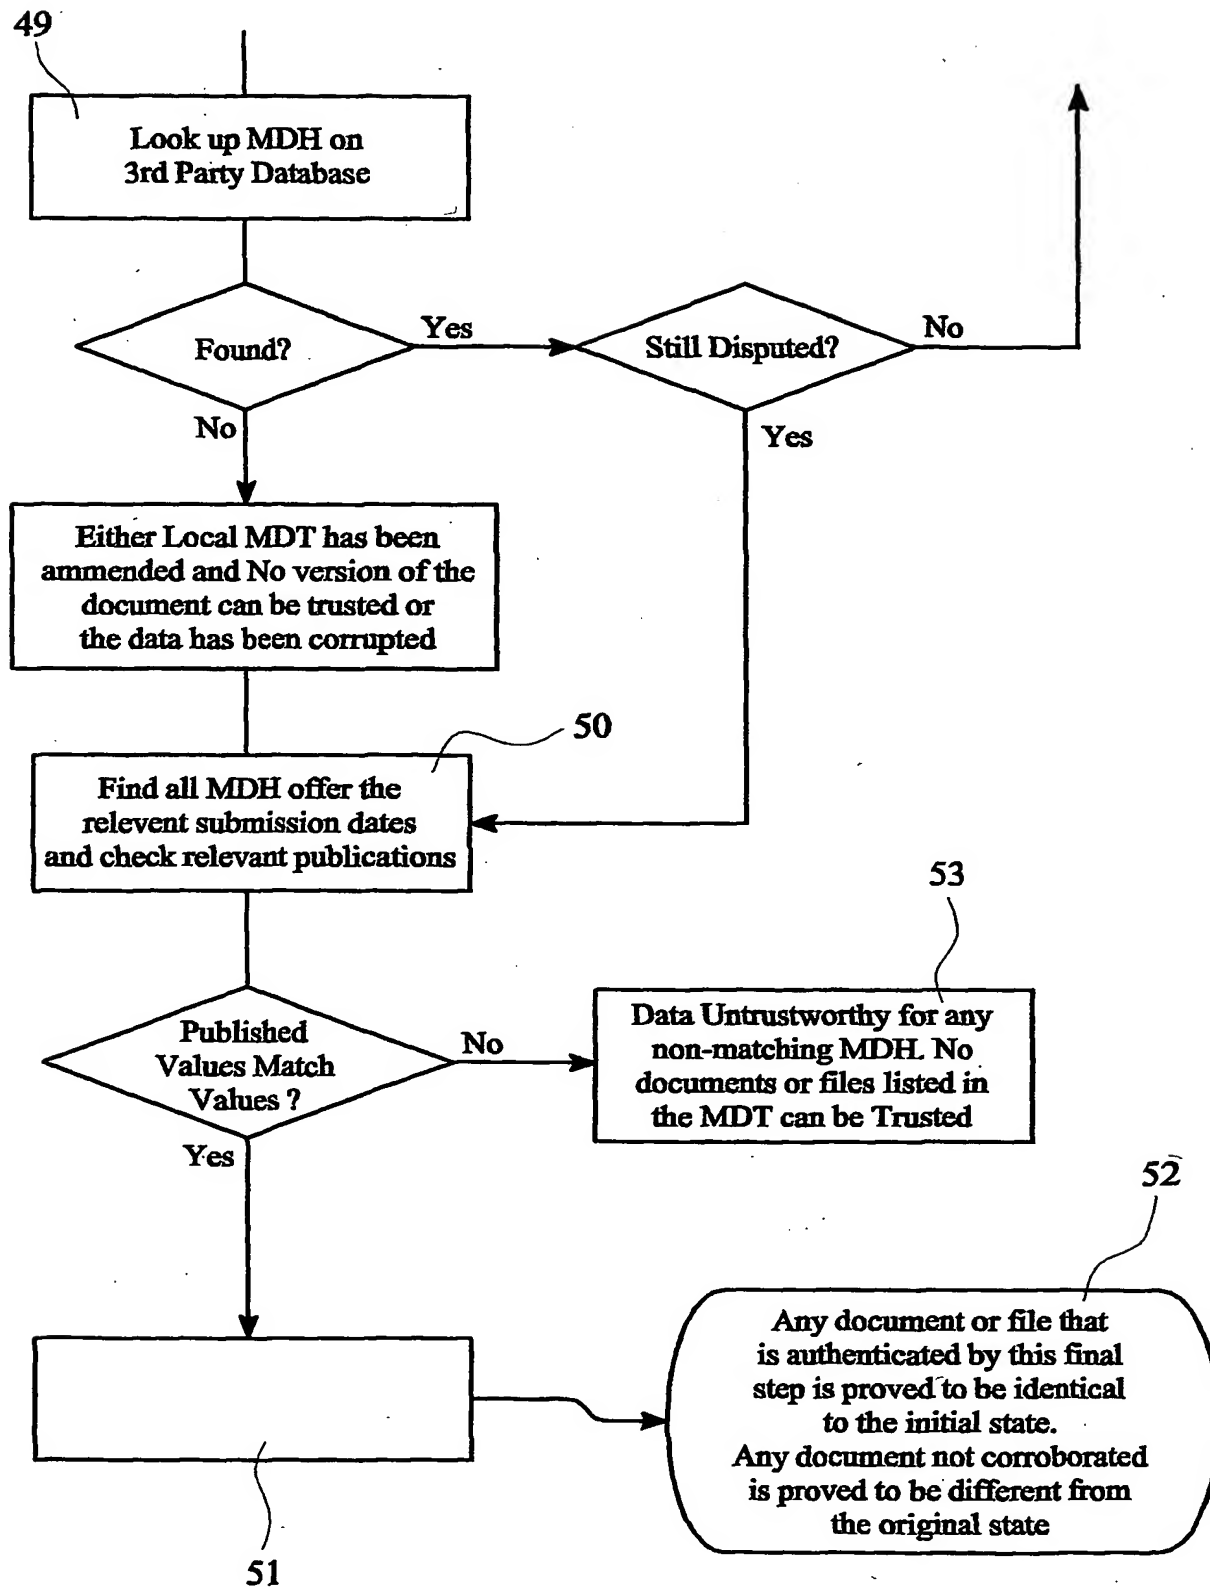 49
Look up MDH on
3rd Party Database
Found?
Yes
Still Disputed?
No
No
Yes
Either Local MDT has been
ammended and No version of the
document can be trusted or
the data has been corrupted
50
Find all MDH offer the
relevent submission dates
and check relevant publications
53
Published
Values Match
Values ?
No
Data Untrustworthy for any
non-matching MDH. No
documents or files listed in
the MDT can be Trusted
Yes
52
Any document or file that
is authenticated by this final
step is proved to be identical
to the initial state.
Any document not corroborated
is proved to be different from
the original state
51